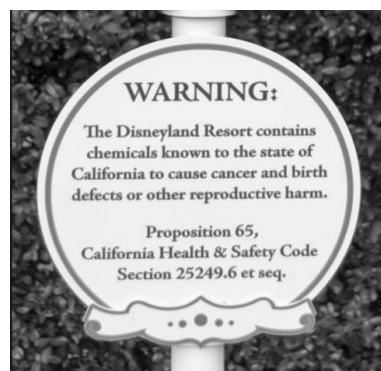 WARNING:
The Disneyland Resort contains
chemicals known to the state of
California to cause cancer and birth
defects or other reproductive harm.
Proposition 65,
California Health & Safety Code
Section 25249.6 et seq.